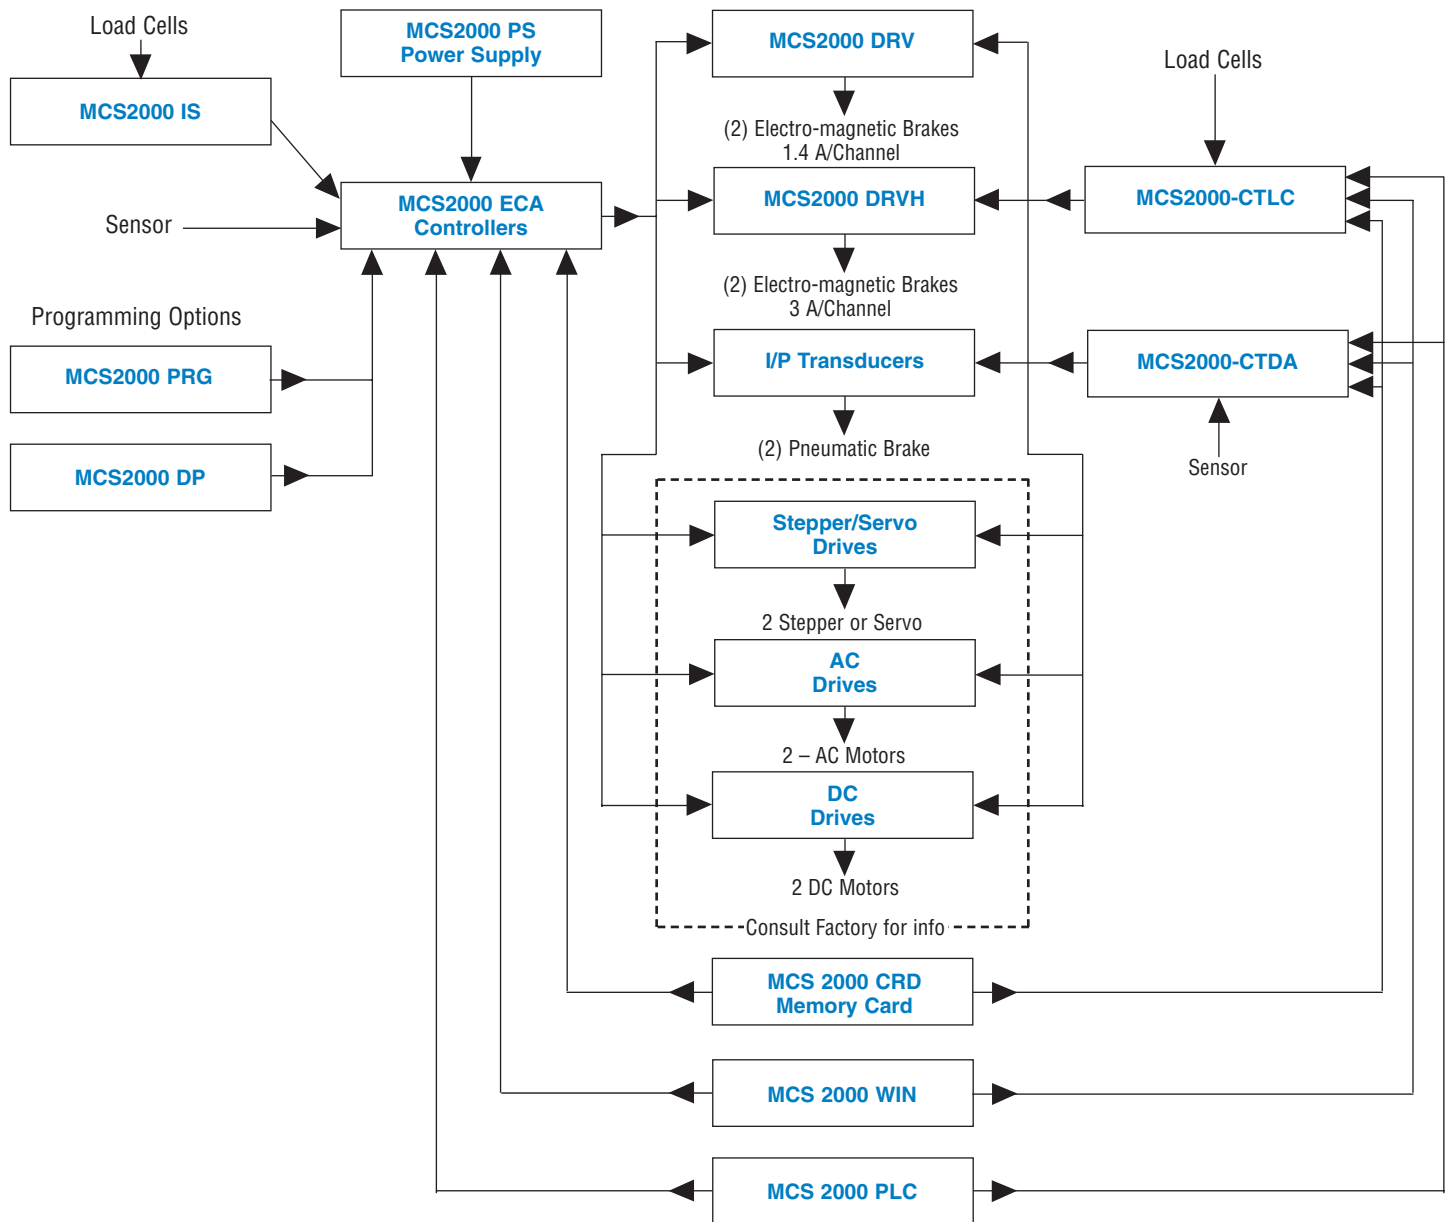 Load Cells
MCS2000 PS
Power Supply
MCS2000 DRV
Load Cells
MCS2000 IS
(2) Electro-magnetic Brakes
1.4 A/Channel
MCS2000 ECA
Controllers
MCS2000 DRVH
MCS2000-CTLC
Sensor
(2) Electro-magnetic Brakes
3 A/Channel
Programming Options
MCS2000 PRG
I/P Transducers
MCS2000-CTDA
(2) Pneumatic Brake
MCS2000 DP
Sensor
Stepper/Servo
Drives
2 Stepper or Servo
AC
Drives
2 – AC Motors
DC
Drives
2 DC Motors
Consult Factory for info
MCS 2000 CRD
Memory Card
MCS 2000 WIN
MCS 2000 PLC